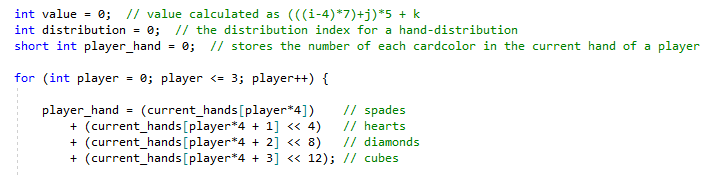 int value = 0;  // value calculated as (((i-4)*7)+j)*5 + k
int distribution = 0;  // the distribution index for a hand-distribution
short int player_hand = 0;  // stores the number of each cardcolor in the current hand of a player
for (int player = 0; player <= 3; player++) {
player_hand = (current_hands[player*4])    // spades
+ (current_hands[player*4 + 1] << 4)   // hearts
+ (current_hands[player*4 + 2] << 8)   // diamonds
+ (current_hands[player*4 + 3] << 12); // cubes